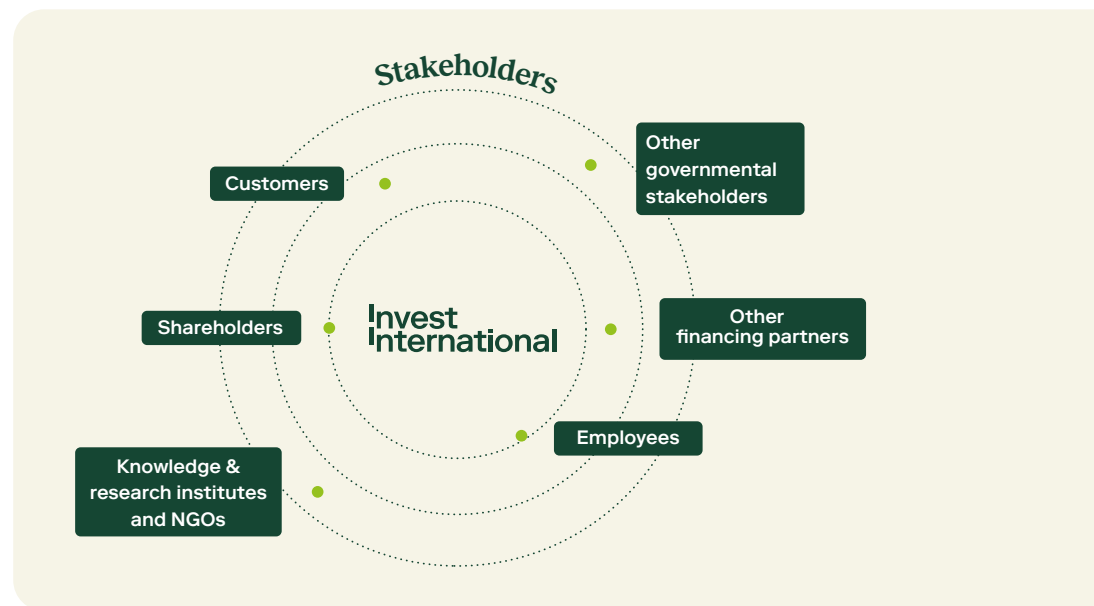 Stakeholders
Customers
Other
governmental
stakeholders
Shareholders
Invest
International
Other
financing partners
Employees
Knowledge &
research institutes
and NGOs